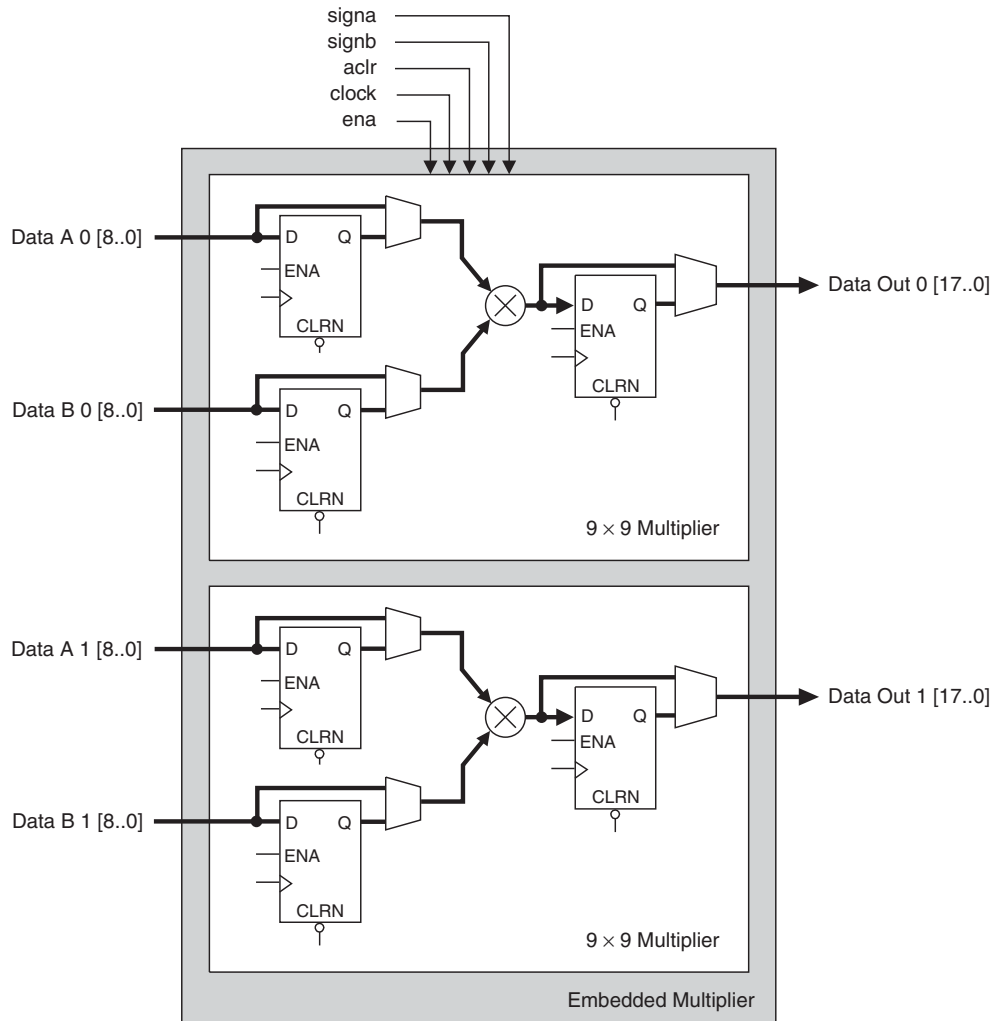 signa
signb
aclr
clock
ena
Data A 0 [8..0]
D Q
ENA
CLRN
Data B 0 [8..0]
D Q
ENA
CLRN
D Q
ENA
CLRN
Data Out 0 [17..0]
9 × 9 Multiplier
Data A 1 [8..0]
D Q
ENA
CLRN
Data B 1 [8..0]
D Q
ENA
CLRN
D Q
ENA
CLRN
Data Out 1 [17..0]
9 × 9 Multiplier
Embedded Multiplier